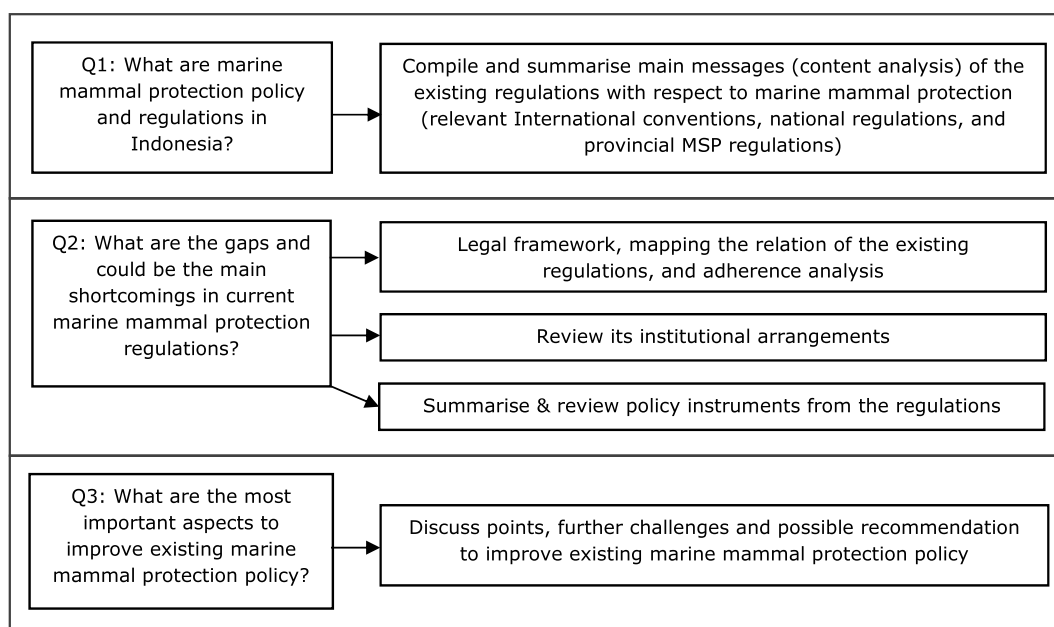 Q1: What are marine
mammal protection policy
and regulations in
Indonesia?
Compile and summarise main messages (content analysis) of the
existing regulations with respect to marine mammal protection
(relevant International conventions, national regulations, and
provincial MSP regulations)
Q2: What are the gaps and
could be the main
shortcomings in current
marine mammal protection
regulations?
Legal framework, mapping the relation of the existing
regulations, and adherence analysis
Review its institutional arrangements
Summarise & review policy instruments from the regulations
Q3: What are the most
important aspects to
improve existing marine
mammal protection policy?
Discuss points, further challenges and possible recommendation
to improve existing marine mammal protection policy